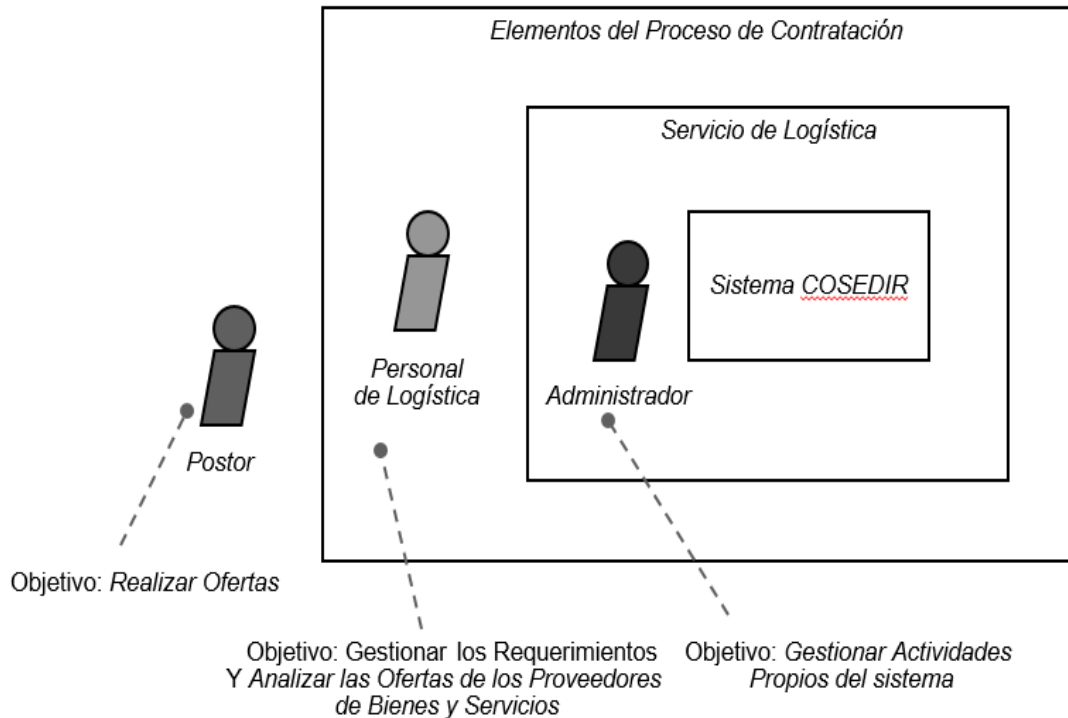 Elementos del Proceso de Contratación
Servicio de Logística
Sistema COSEDIR
Personal
de Logística
Administrador
Postor
Objetivo: Realizar Ofertas
Objetivo: Gestionar los Requerimientos
Y Analizar las Ofertas de los Proveedores
de Bienes y Servicios
Objetivo: Gestionar Actividades
Propios del sistema